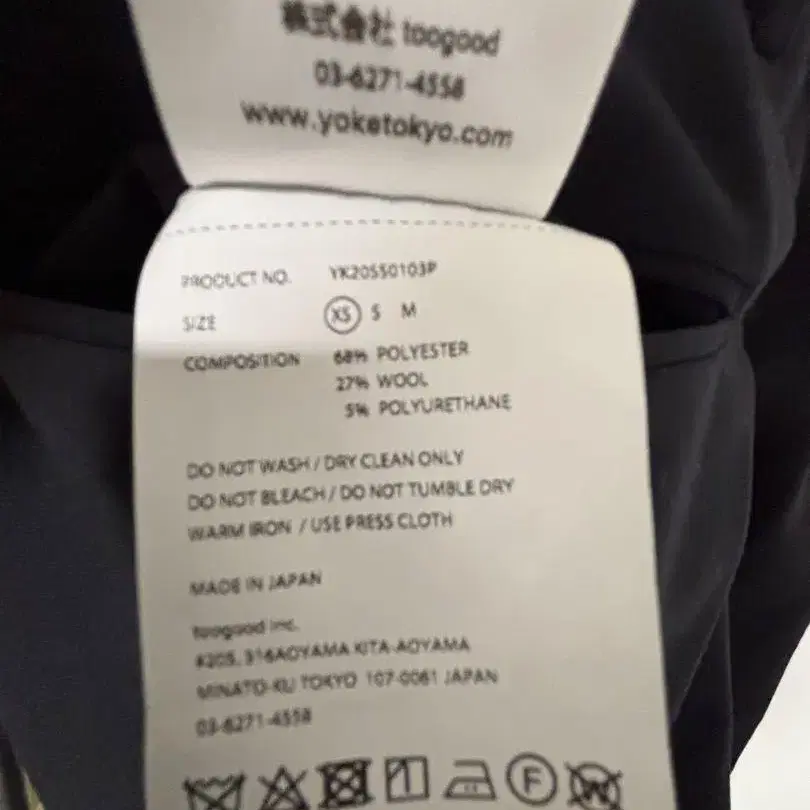 株式会社 toogood
03-6271-4558
www.yoketokyo.com
PRODUCT NO. YK20SS0103P
SIZE XS S M
COMPOSITION 68% POLYESTER
27% WOOL
5% POLYURETHANE
DO NOT WASH / DRY CLEAN ONLY
DO NOT BLEACH / DO NOT TUMBLE DRY
WARM IRON / USE PRESS CLOTH
MADE IN JAPAN
toogood inc.
#205, 316AOYAMA KITA-AOYAMA
MINATO-KU TOKYO 107-0061 JAPAN
03-6271-4558
F
W